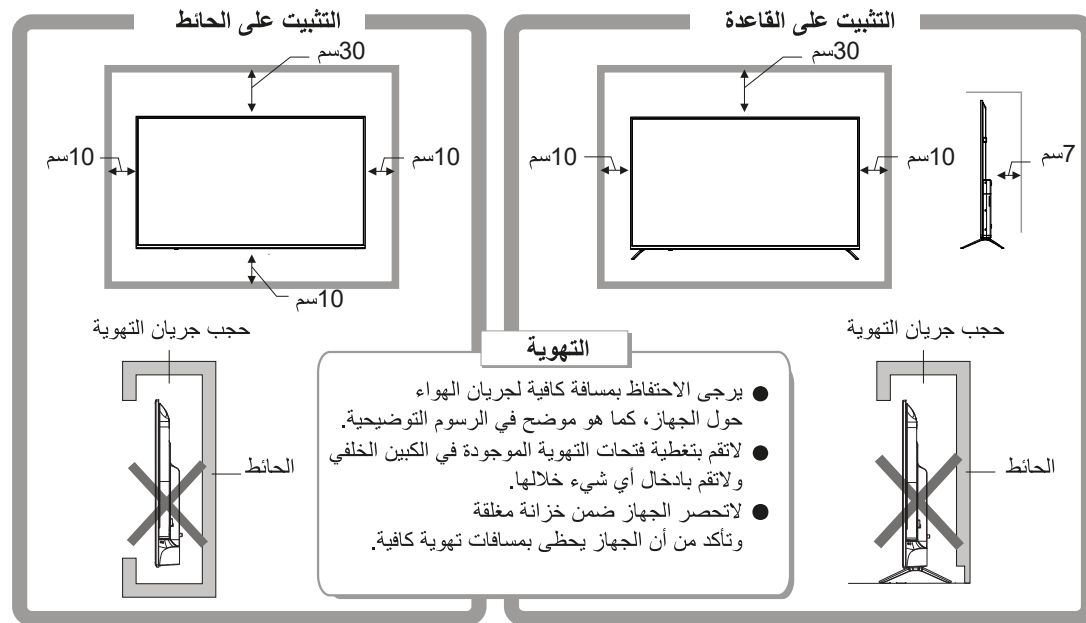 التثبيت على القاعدة
30سم
10سم
10سم
7سم
حجب جريان التهوية
الحائط
التثبيت على الحائط
30سم
10سم
10سم
10سم
حجب جريان التهوية
الحائط
التهوية
● يرجى الاحتفاظ بمسافة كافية لجريان الهواء
حول الجهاز، كما هو موضح في الرسوم التوضيحية.
● لاتقم بتغطية فتحات التهوية الموجودة في الكبين الخلفي
ولاتقم بادخال أي شيء خلالها.
● لاتحصر الجهاز ضمن خزانة مغلقة
وتأكد من أن الجهاز يحظى بمسافات تهوية كافية.